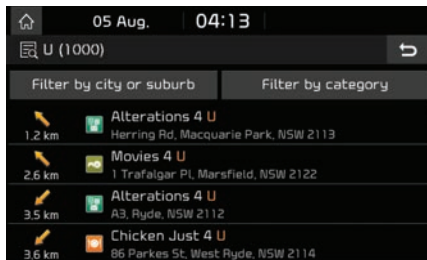 05 Aug. 04:13
U (1000)
Filter by city or suburb Filter by category
Alterations 4 U
1.2 km Herring Rd, Macquarie Park, NSW 2113
Movies 4 U
2.6 km 1 Trafalgar Pl, Marsfield, NSW 2122
Alterations 4 U
3.5 km A3, Ryde, NSW 2112
Chicken Just 4 U
3.6 km 86 Parkes St, West Ryde, NSW 2114